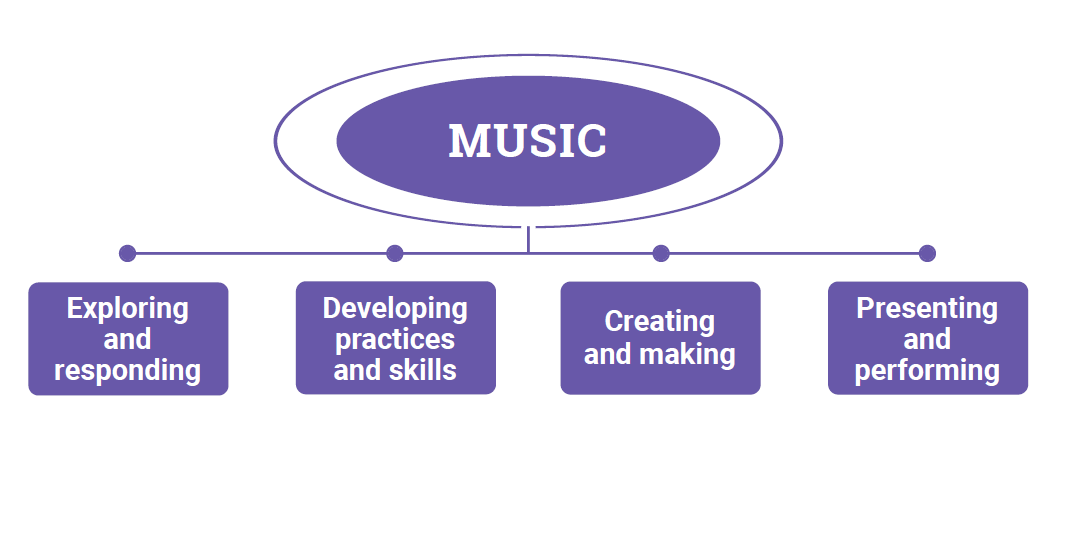 MUSIC
Exploring
and
responding
Developing
practices
and skills
Creating
and making
Presenting
and
performing